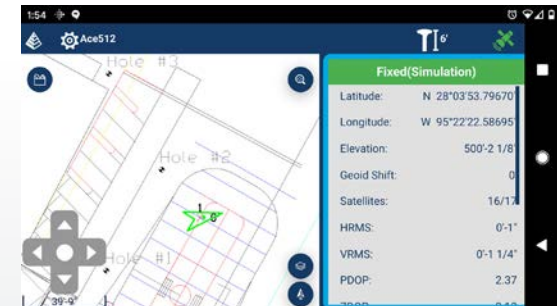 1:54
Ace512
6'
Hole #3
Hole #2
Hole #1
1
39'-9"
Fixed(Simulation)
Latitude: N 28°03'53.79670"
Longitude: W 95°22'22.58695"
Elevation: 500'-2 1/8"
Geoid Shift: 0
Satellites: 16/17
HRMS: 0'-1"
VRMS: 0'-1 1/4"
PDOP: 2.37